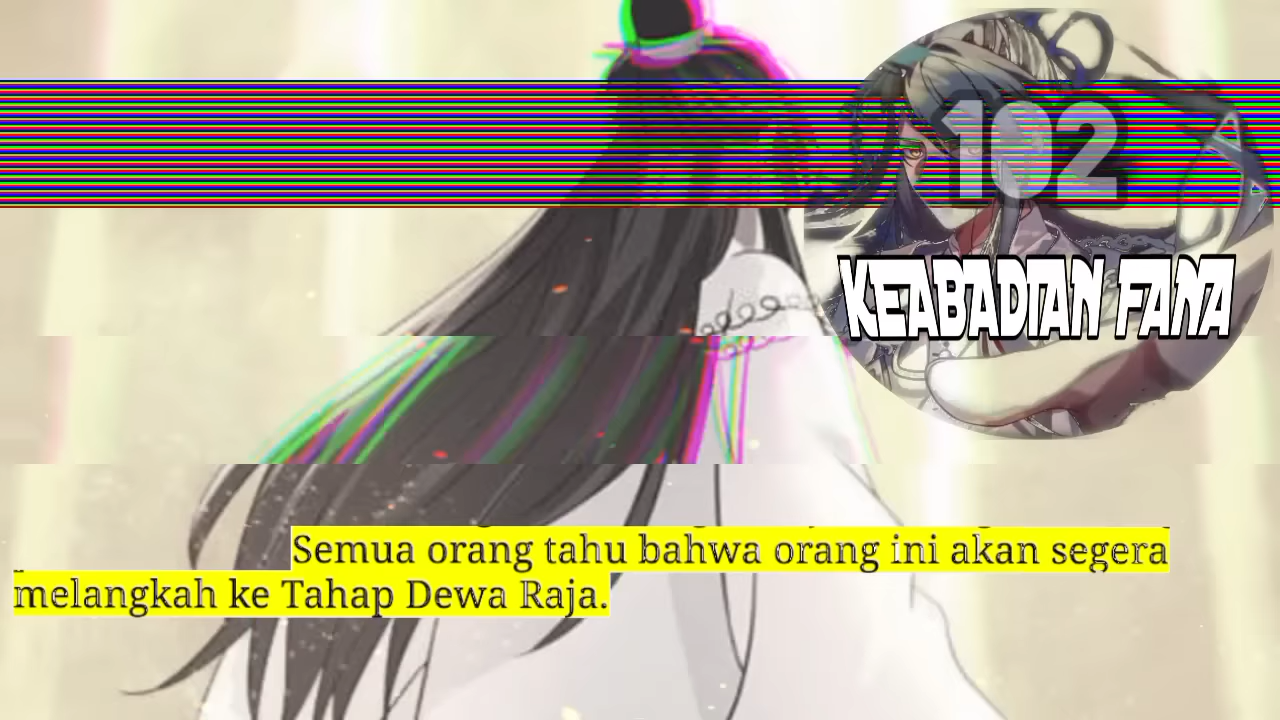 102
KEABADIAN FANA
Semua orang tahu bahwa orang ini akan segera
melangkah ke Tahap Dewa Raja.